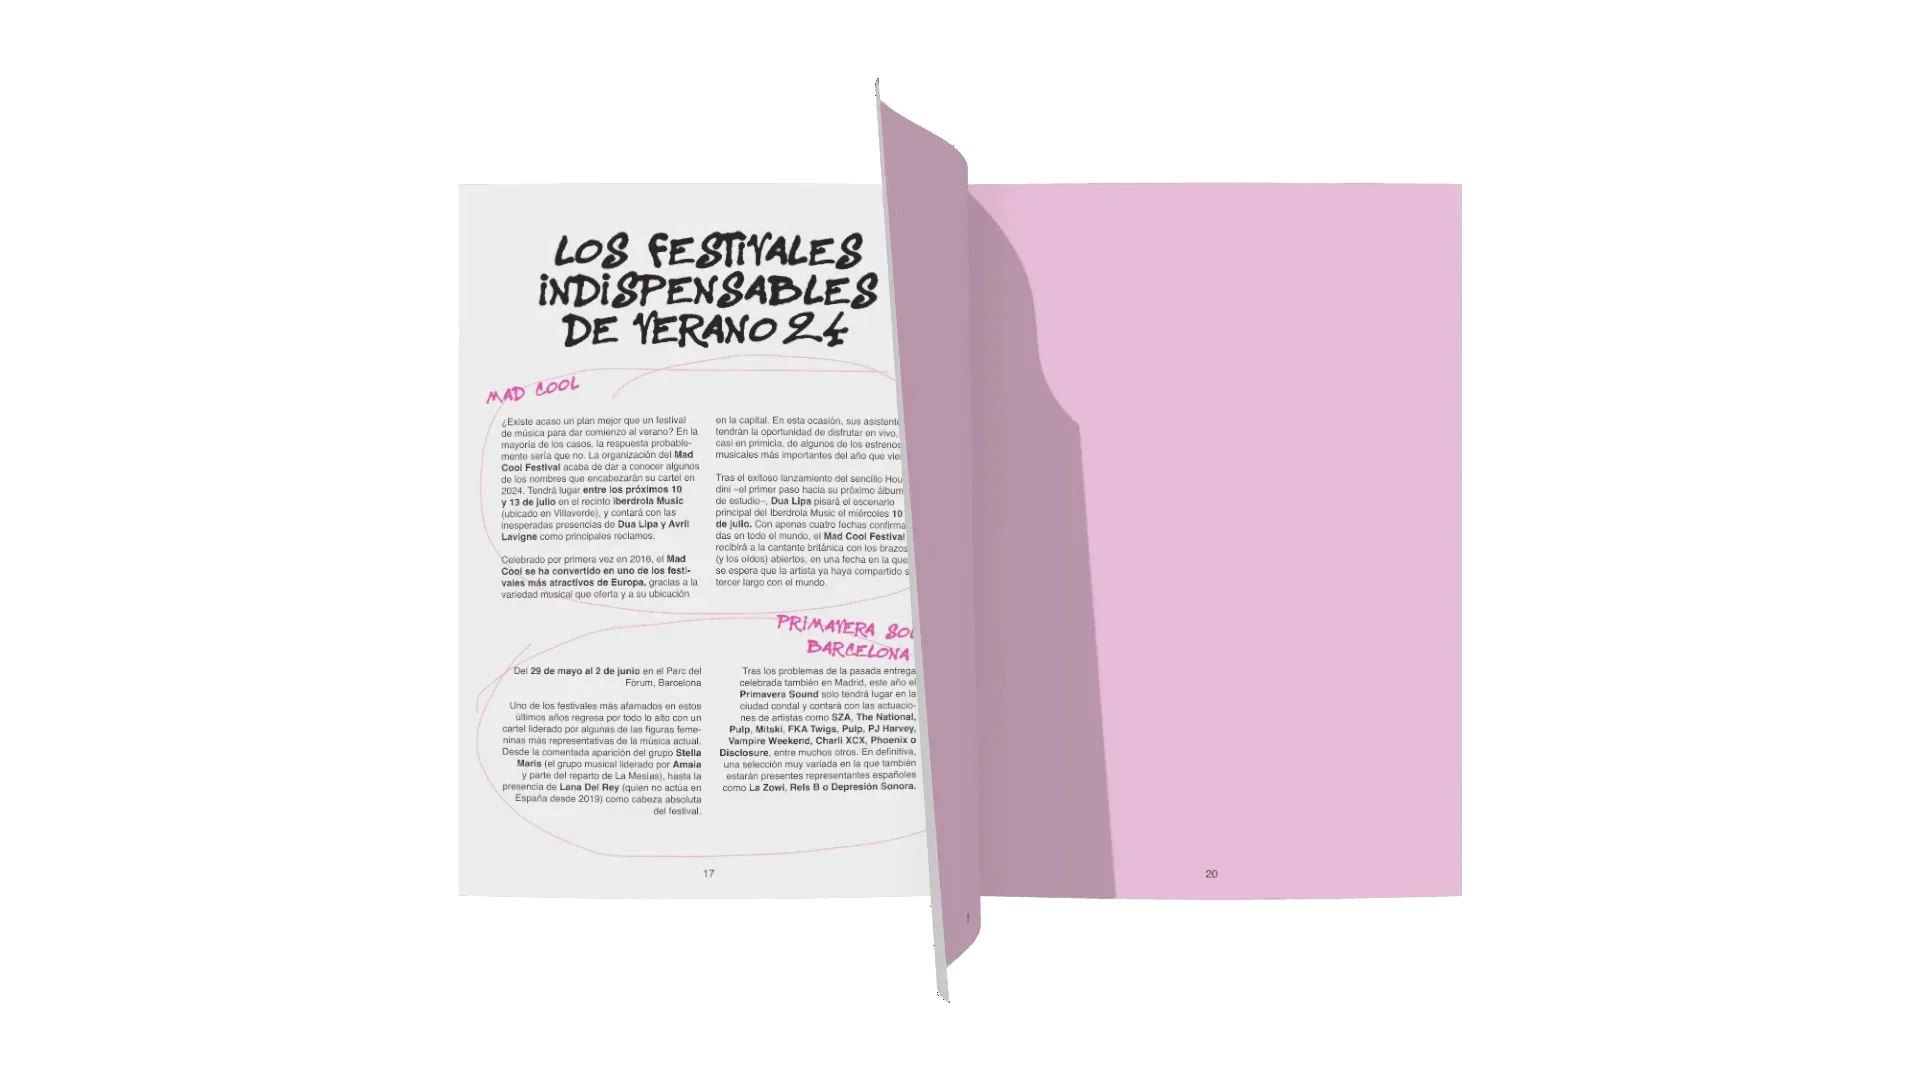 LOS FESTIVALES
INDISPENSABLES
DE VERANO 24
MAD COOL
¿Existe acaso un plan mejor que un festival
de música para dar comienzo al verano? En la
mayoría de los casos, la respuesta probable-
mente sería que no. La organización del Mad
Cool Festival acaba de dar a conocer algunos
de los nombres que encabezarán su cartel en
2024. Tendrá lugar entre los próximos 10
y 13 de julio en el recinto Iberdrola Music
(ubicado en Villaverde), y contará con las
inesperadas presencias de Dua Lipa y Avril
Lavigne como principales reclamos.
Celebrado por primera vez en 2016, el Mad
Cool se ha convertido en uno de los festi-
vales más atractivos de Europa, gracias a la
variedad musical que oferta y a su ubicación
en la capital. En esta ocasión, sus
tendrán la oportunidad de disfrutar en vivo,
casi en primicia, de algunos de los estrenos
musicales más importantes del año que
Tras el exitoso lanzamiento del sencillo Hou
dini –el primer paso hacia su próximo álbum
de estudio–, Dua Lipa pisará el escenario
principal del Iberdrola Music el miércoles 10
de julio. Con apenas cuatro fechas confirma
das en todo el mundo, el Mad Cool Festival
recibirá a la cantante británica con los brazos
(y los oídos) abiertos, en una fecha en la que
se espera que la artista ya haya compartido
tercer largo con el mundo.
PRIMAVERA
BARCELONA
Del 29 de mayo al 2 de junio en el Parc del
Fòrum, Barcelona
Uno de los festivales más afamados en estos
últimos años regresa por todo lo alto con un
cartel liderado por algunas de las figuras feme-
ninas más representativas de la música actual.
Desde la comentada aparición del grupo Stella
Maris (el grupo musical liderado por Amaia
y parte del reparto de La Mesías), hasta la
presencia de Lana Del Rey (quien no actúa en
España desde 2019) como cabeza absoluta
del festival.
Tras los problemas de la pasada entrega
celebrada también en Madrid, este año el
Primavera Sound solo tendrá lugar en la
ciudad condal y contará con las actuacio-
nes de artistas como SZA, The National,
Pulp, Mitski, FKA Twigs, Pulp, PJ Harvey,
Vampire Weekend, Charli XCX, Phoenix o
Disclosure, entre muchos otros. En definitiva,
una selección muy variada en la que también
estarán presentes representantes españoles
como La Zowi, Rels B o Depresión Sonora.
17
20